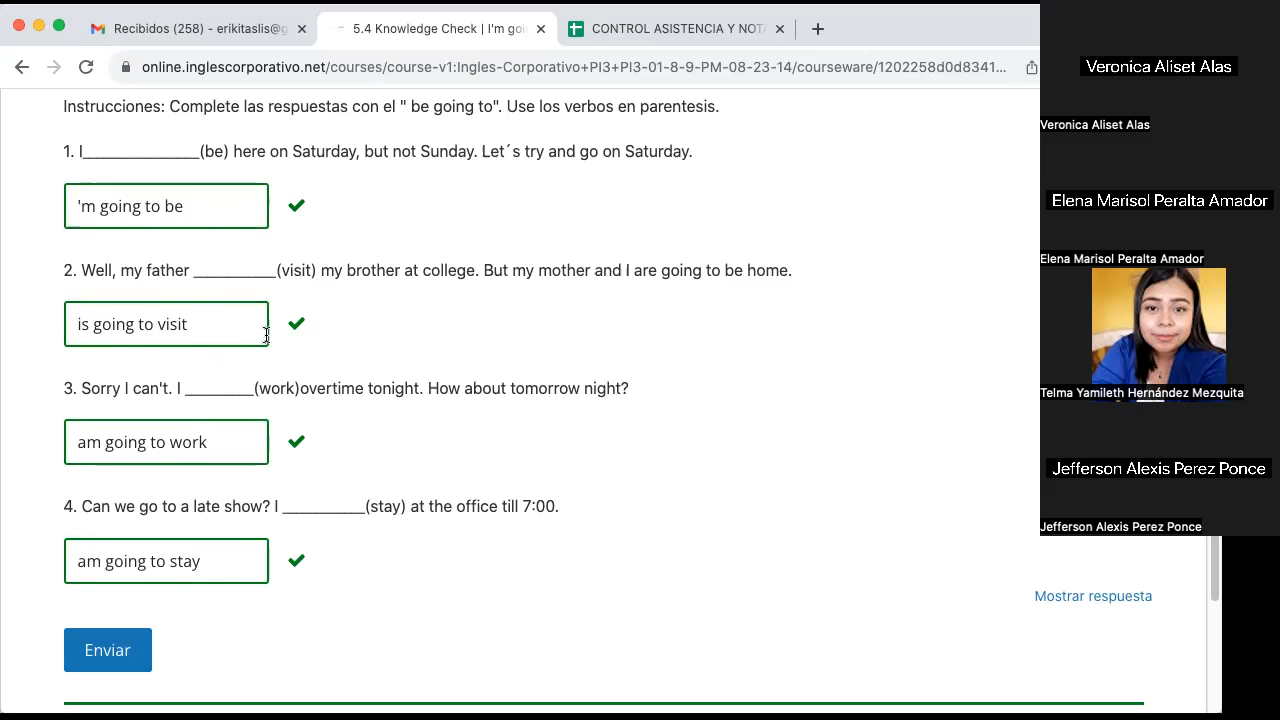 Recibidos (258) - erikitaslis@g
5.4 Knowledge Check | I'm goi
CONTROL ASISTENCIA Y NOTA
online.inglescorporativo.net/courses/course-v1:Ingles-Corporativo+PI3+PI3-01-8-9-PM-08-23-14/courseware/1202258d0d8341...
Instrucciones: Complete las respuestas con el " be going to". Use los verbos en parentesis.
1. I______________(be) here on Saturday, but not Sunday. Let´s try and go on Saturday.
'm going to be
2. Well, my father __________(visit) my brother at college. But my mother and I are going to be home.
is going to visit
3. Sorry I can't. I ________(work)overtime tonight. How about tomorrow night?
am going to work
4. Can we go to a late show? I __________(stay) at the office till 7:00.
am going to stay
Mostrar respuesta
Enviar
Veronica Aliset Alas
Veronica Aliset Alas
Elena Marisol Peralta Amador
Elena Marisol Peralta Amador
Telma Yamileth Hernández Mezquita
Jefferson Alexis Perez Ponce
Jefferson Alexis Perez Ponce